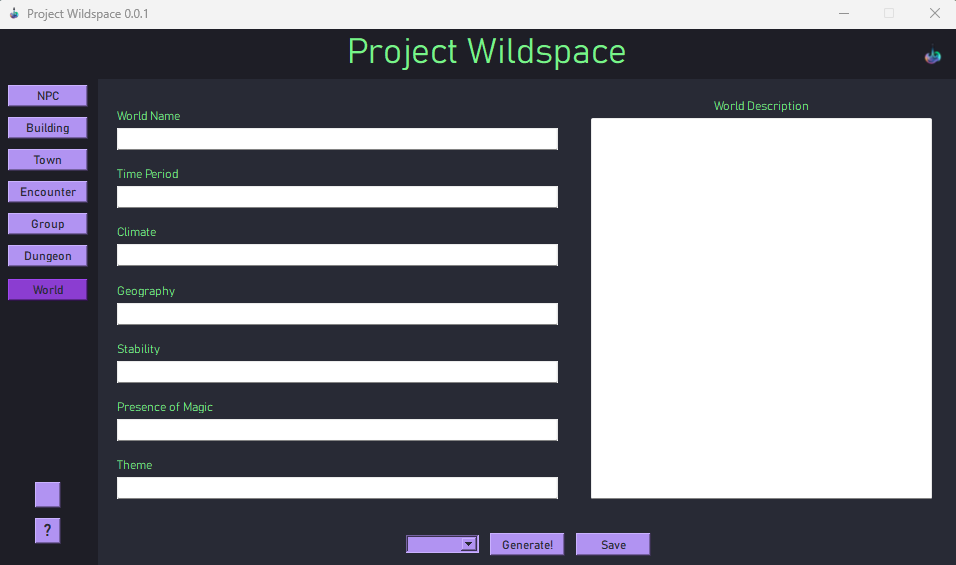 Project Wildspace 0.0.1
Project Wildspace
NPC
Building
Town
Encounter
Group
Dungeon
World
?
World Name
Time Period
Climate
Geography
Stability
Presence of Magic
Theme
World Description
Generate!
Save